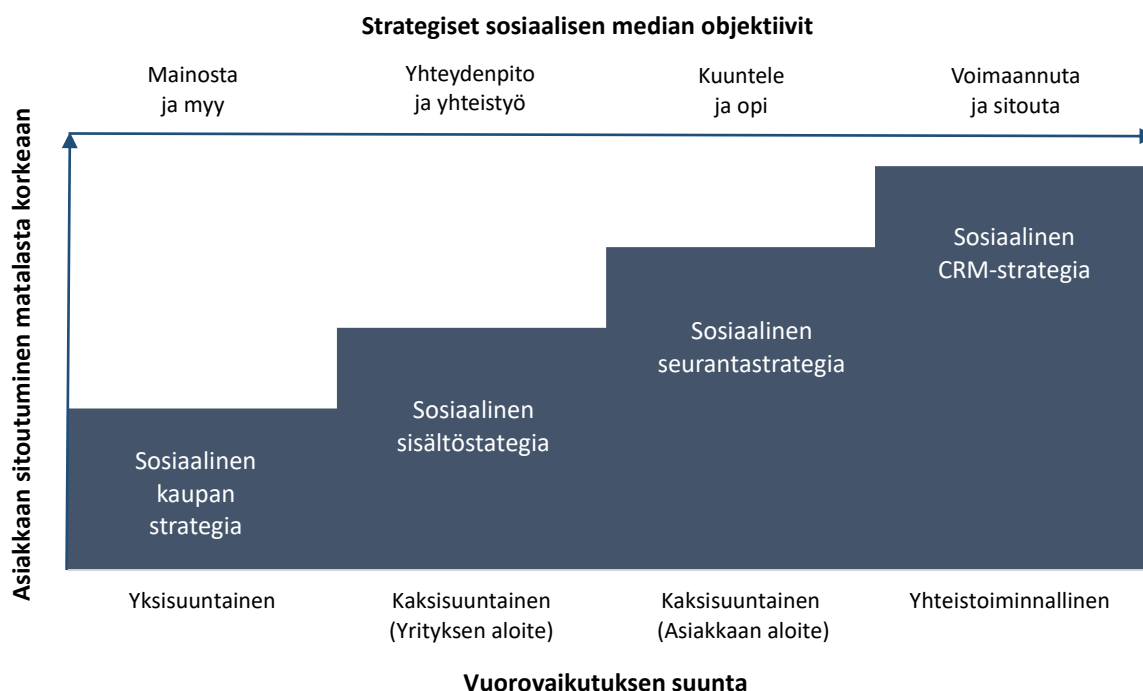 Strategiset sosiaalisen median objektiivit
Mainosta
ja myy
Yhteydenpito
ja yhteistyö
Kuuntele
ja opi
Voimaannuta
ja sitouta
Asiakkaan sitoutuminen matalasta korkeaan
Sosiaalinen
kaupan
strategia
Sosiaalinen
sisältöstategia
Sosiaalinen
seurantastrategia
Sosiaalinen
CRM-strategia
Yksisuuntainen
Kaksisuuntainen
(Yrityksen aloite)
Kaksisuuntainen
(Asiakkaan aloite)
Yhteistoiminnallinen
Vuorovaikutuksen suunta